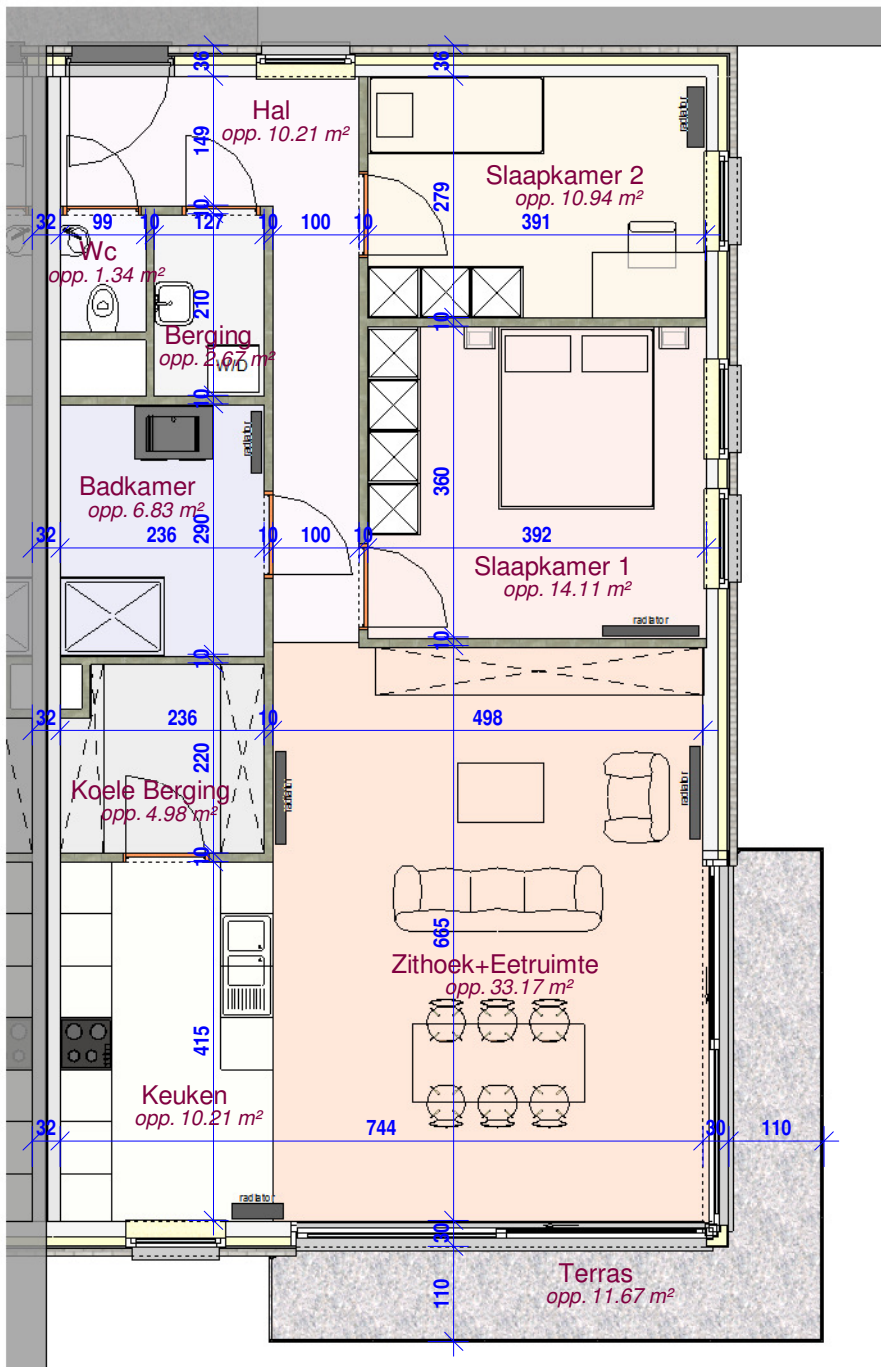 36
36
Hal
opp. 10.21 m²
radiator
149
Slaapkamer 2
opp. 10.94 m²
279
10
32
99
10
127
10
100
10
391
Wc
opp. 1.34 m²
210
Berging
opp. 2.67 m²
W/D
10
10
radiator
Badkamer
opp. 6.83 m²
360
290
32
236
10
100
10
392
Slaapkamer 1
opp. 14.11 m²
radiator
10
10
32
236
10
498
220
Koele Berging
opp. 4.98 m²
radiator
radiator
10
665
Zithoek+Eetruimte
opp. 33.17 m²
415
Keuken
opp. 10.21 m²
32
744
30
110
radiator
30
Terras
opp. 11.67 m²
110